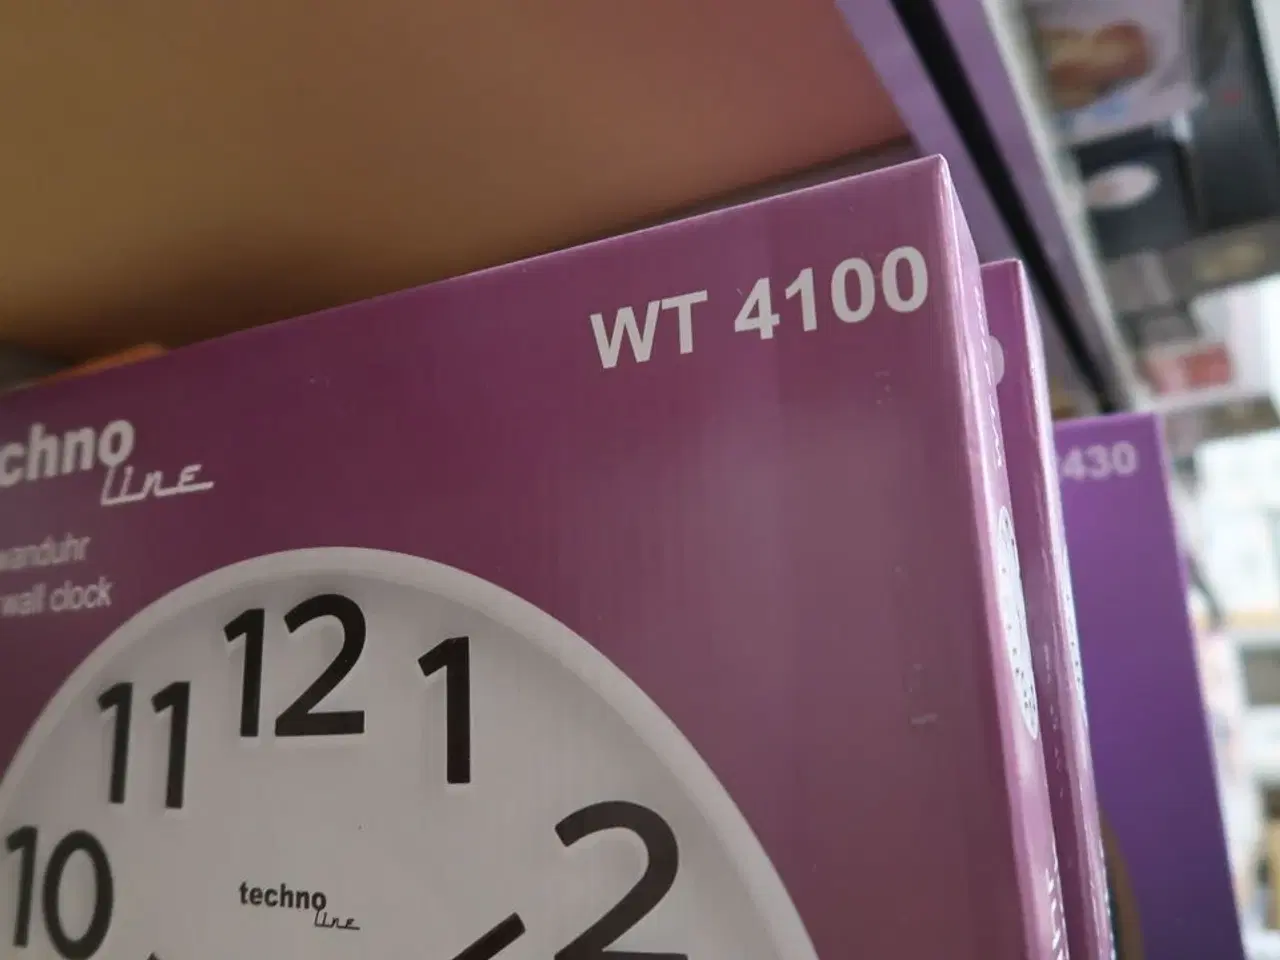 WT 4100
chno
line
wanduhr
wall clock
430
12
11
1
10
2
techno
line